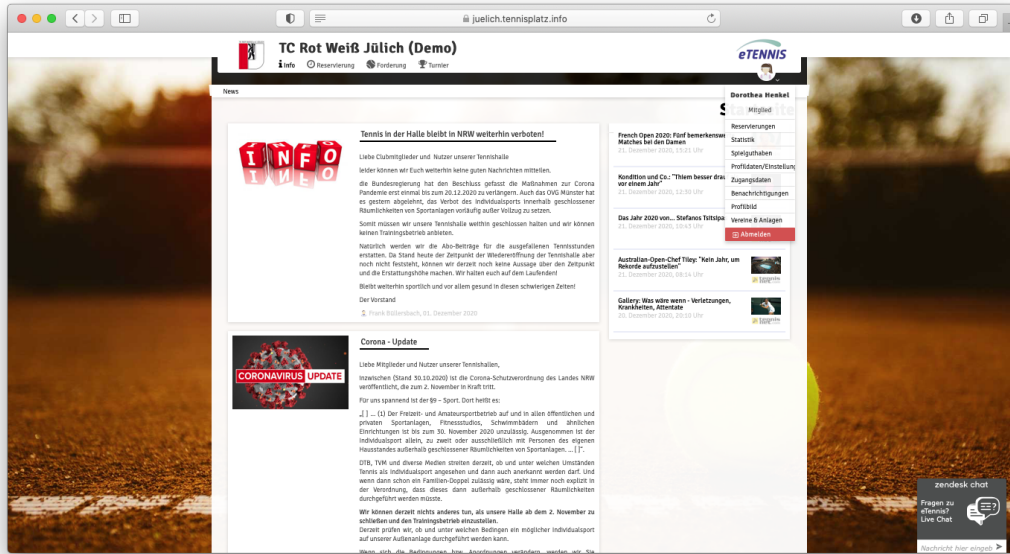 juelich.tennisplatz.info
TC Rot Weiß Jülich (Demo)
Info Reservierung Forderung Turnier
eTENNIS
News
Dorothea Henkel
Mitglied
Reservierungen
Statistik
Spielguthaben
Profildaten/Einstellung
Zugangsdaten
Benachrichtigungen
Profilbild
Vereine & Anlagen
Abmelden
INFO
Tennis in der Halle bleibt in NRW weiterhin verboten!
Liebe Clubmitglieder und Nutzer unserer Tennishalle
leider können wir Euch weiterhin keine guten Nachrichten mitteilen.
die Bundesregierung hat den Beschluss gefasst die Maßnahmen zur Corona
Pandemie erst einmal bis zum 20.12.2020 zu verlängern. Auch das OVG Münster hat
es gestern abgelehnt, das Verbot des Individualsports innerhalb geschlossener
Räumlichkeiten von Sportanlagen vorläufig außer Vollzug zu setzen.
Somit müssen wir unsere Tennishalle weithin geschlossen halten und wir können
keinen Trainingsbetrieb anbieten.
Natürlich werden wir die Abo-Beiträge für die ausgefallenen Tennisstunden
erstatten. Da Stand heute der Zeitpunkt der Wiedereröffnung der Tennishalle aber
noch nicht feststeht, können wir derzeit noch keine Aussage über den Zeitpunkt
und die Erstattungshöhe machen. Wir halten euch auf dem Laufenden!
Bleibt weiterhin sportlich und vor allem gesund in diesen schwierigen Zeiten!
Der Vorstand
Frank Büllersbach, 01. Dezember 2020
CORONAVIRUS UPDATE
Corona - Update
Liebe Mitglieder und Nutzer unserer Tennishallen,
inzwischen (Stand 30.10.2020) ist die Corona-Schutzverordnung des Landes NRW
veröffentlicht, die zum 2. November in Kraft tritt.
Für uns spannend ist der §9 – Sport. Dort heißt es:
„[ ] ... (1) Der Freizeit- und Amateursportbetrieb auf und in allen öffentlichen und
privaten Sportanlagen, Fitnessstudios, Schwimmbädern und ähnlichen
Einrichtungen ist bis zum 30. November 2020 unzulässig. Ausgenommen ist der
Individualsport allein, zu zweit oder ausschließlich mit Personen des eigenen
Hausstandes außerhalb geschlossener Räumlichkeiten von Sportanlagen. ... [ ]“.
DTB, TVM und diverse Medien streiten derzeit, ob und unter welchen Umständen
Tennis als Individualsport angesehen und dann auch anerkannt werden darf. Und
wenn dann schon ein Familien-Doppel zulässig wäre, steht immer noch explizit in
der Verordnung, dass dieses dann außerhalb geschlossener Räumlichkeiten
durchgeführt werden müsste.
Wir können derzeit nichts anderes tun, als unsere Halle ab dem 2. November zu
schließen und den Trainingsbetrieb einzustellen.
Derzeit prüfen wir, ob und unter welchen Bedingen ein möglicher Individualsport
auf unserer Außenanlage durchgeführt werden kann.
Wenn sich die Bedingungen bzw. Anordnungen verändern, werden wir Sie
French Open 2020: Fünf bemerkenswe
Matches bei den Damen
21. Dezember 2020, 15:21 Uhr
Kondition und Co.: "Thiem besser drau
vor einem Jahr"
21. Dezember 2020, 12:30 Uhr
Das Jahr 2020 von... Stefanos Tsitsipa
21. Dezember 2020, 10:43 Uhr
Australian-Open-Chef Tiley: "Kein Jahr, um
Rekorde aufzustellen"
21. Dezember 2020, 08:14 Uhr
Gallery: Was wäre wenn - Verletzungen,
Krankheiten, Attentate
20. Dezember 2020, 20:10 Uhr
zendesk chat
Fragen zu
eTennis?
Live Chat
Nachricht hier eingeb